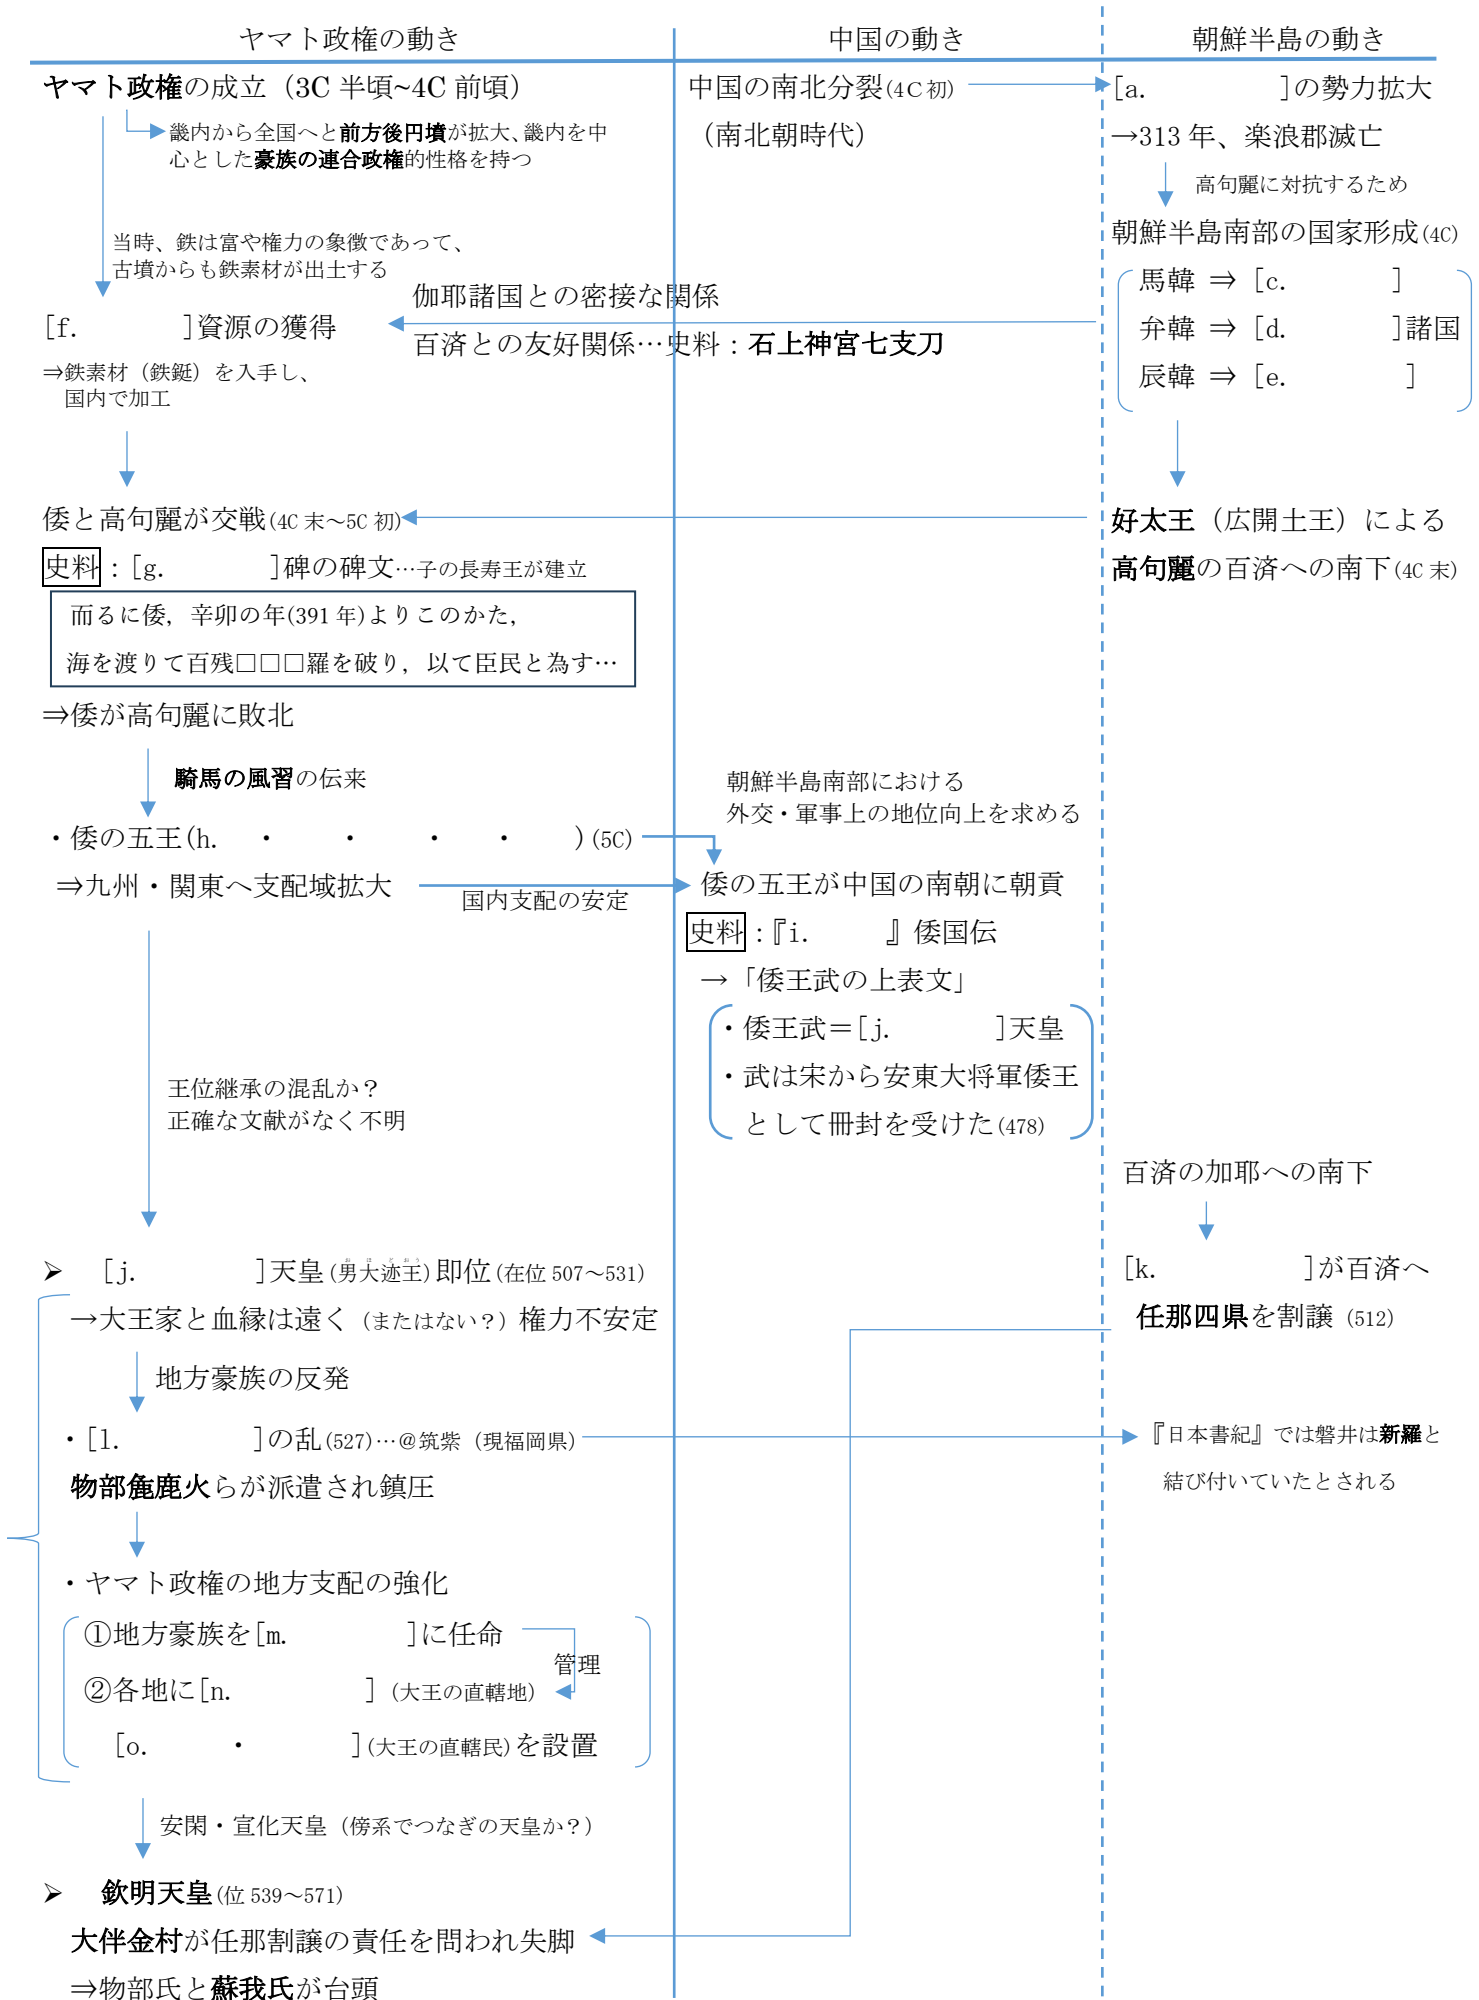 ヤマト政権の動き
中国の動き
朝鮮半島の動き
ヤマト政権の成立（3C 半頃~4C 前頃）
畿内から全国へと前方後円墳が拡大、畿内を中
心とした豪族の連合政権的性格を持つ
当時、鉄は富や権力の象徴であって、
古墳からも鉄素材が出土する
[f.　　　　]資源の獲得
⇒鉄素材（鉄鋌）を入手し、
国内で加工
伽耶諸国との密接な関係
百済との友好関係…史料：石上神宮七支刀
中国の南北分裂(4C 初)
（南北朝時代）
[a.　　　　]の勢力拡大
→313 年、楽浪郡滅亡
高句麗に対抗するため
朝鮮半島南部の国家形成(4C)
馬韓 ⇒ [c.　　　　]
弁韓 ⇒ [d.　　　　]諸国
辰韓 ⇒ [e.　　　　]
倭と高句麗が交戦(4C 末～5C 初)
史料：[g.　　　　]碑の碑文…子の長寿王が建立
而るに倭，辛卯の年(391 年)よりこのかた，
海を渡りて百残□□□羅を破り，以て臣民と為す…
⇒倭が高句麗に敗北
騎馬の風習の伝来
好太王（広開土王）による
高句麗の百済への南下(4C 末)
・倭の五王(h.　・　・　・　・　)(5C)
⇒九州・関東へ支配域拡大
国内支配の安定
朝鮮半島南部における
外交・軍事上の地位向上を求める
倭の五王が中国の南朝に朝貢
史料：『i.　　　』倭国伝
→「倭王武の上表文」
・倭王武＝[j.　　　　]天皇
・武は宋から安東大将軍倭王
として冊封を受けた(478)
王位継承の混乱か？
正確な文献がなく不明
百済の加耶への南下
[k.　　　　]が百済へ
任那四県を割譲（512）
➢ [j.　　　　]天皇(男大迹王)即位(在位 507～531)
→大王家と血縁は遠く（またはない？）権力不安定
地方豪族の反発
・[l.　　　　]の乱(527)…@筑紫（現福岡県）
物部麁鹿火らが派遣され鎮圧
『日本書紀』では磐井は新羅と
結び付いていたとされる
・ヤマト政権の地方支配の強化
①地方豪族を[m.　　　　]に任命
管理
②各地に[n.　　　　]（大王の直轄地）
[o.　　　・　　　　](大王の直轄民)を設置
安閑・宣化天皇（傍系でつなぎの天皇か？）
➢ 欽明天皇(位 539～571)
大伴金村が任那割譲の責任を問われ失脚
⇒物部氏と蘇我氏が台頭